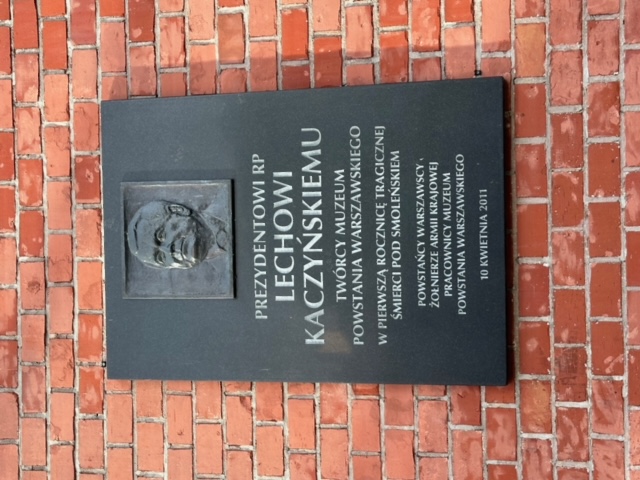 PREZYDENTOWI RP
LECHOWI
KACZYŃSKIEMU
TWÓRCY MUZEUM
POWSTANIA WARSZAWSKIEGO
W PIERWSZĄ ROCZNICĘ TRAGICZNEJ
ŚMIERCI POD SMOLEŃSKIEM
POWSTAŃCY WARSZAWSCY,
ŻOŁNIERZE ARMII KRAJOWEJ
PRACOWNICY MUZEUM
POWSTANIA WARSZAWSKIEGO
10 KWIETNIA 2011